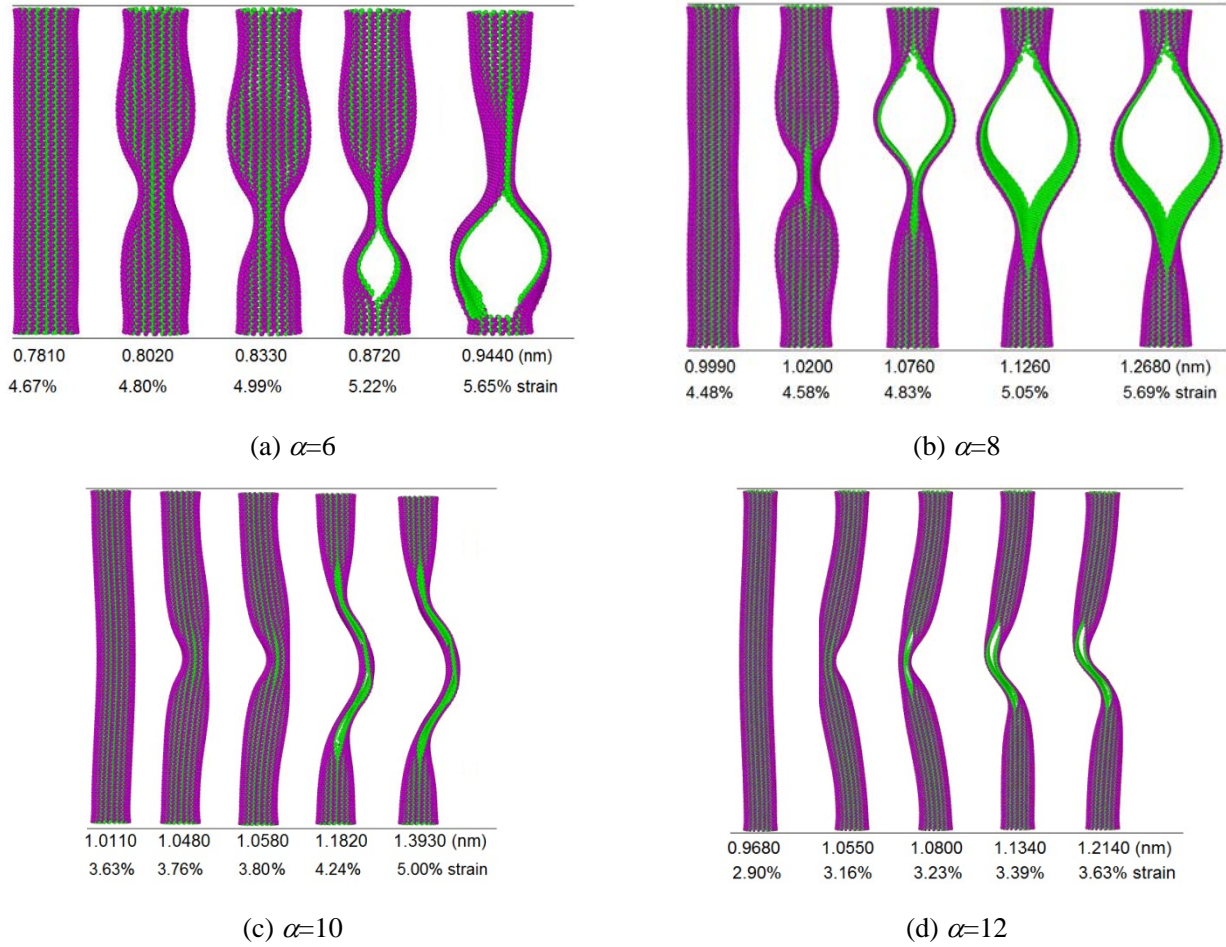 0.7810 0.8020 0.8330 0.8720 0.9440 (nm)
4.67% 4.80% 4.99% 5.22% 5.65% strain
(a) α=6
0.9990 1.0200 1.0760 1.1260 1.2680 (nm)
4.48% 4.58% 4.83% 5.05% 5.69% strain
(b) α=8
1.0110 1.0480 1.0580 1.1820 1.3930 (nm)
3.63% 3.76% 3.80% 4.24% 5.00% strain
(c) α=10
0.9680 1.0550 1.0800 1.1340 1.2140 (nm)
2.90% 3.16% 3.23% 3.39% 3.63% strain
(d) α=12